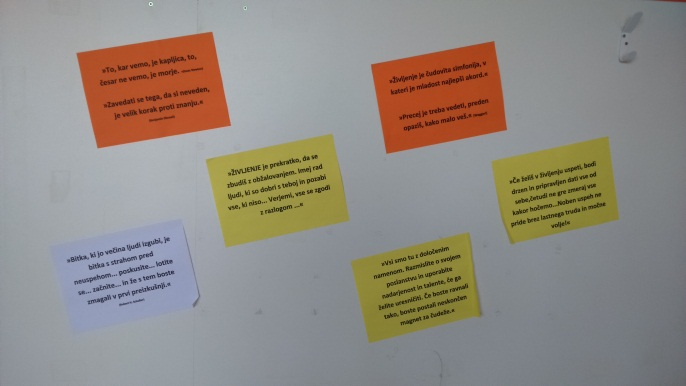 »To, kar vemo, je kapljica, to,
česar ne vemo, je morje.
»Zavedati se tega, da si neveden,
je velik korak proti znanju.«
»Življenje je čudovita simfonija, v
kateri je mladost najlepši akord.«
»Precej je treba vedeti, preden
opasiš, kako malo veš.«
»ŽIVLJENJE je prekratko, da se
zbudiš z obžalovanjem. Imej rad
ljudi, ki so dobri s teboj in pozabi
vse, ki niso... Verjemi, vse se zgodi
z razlogom ...«
»Če želiš v življenju uspeti, bodi
drzen in pripravljen dati vse od
sebe,četudi ne gre zmeraj vse
kakor hočemo...Noben uspeh ne
pride brez lastnega truda in močne
volje!«
»Bitka, ki jo večina ljudi izgubi, je
bitka s strahom pred
neuspehom... poskusite... lotite
se... začnite... in že s tem boste
zmagali v prvi preizkušnji.«
»Vsi smo tu z določenim
namenom. Razmislite o svojem
poslanstvu in uporabite
nadarjenost in talente, če ga
želite uresničiti. Če boste ravnali
tako, boste postali neskončen
magnet za čudeže.«